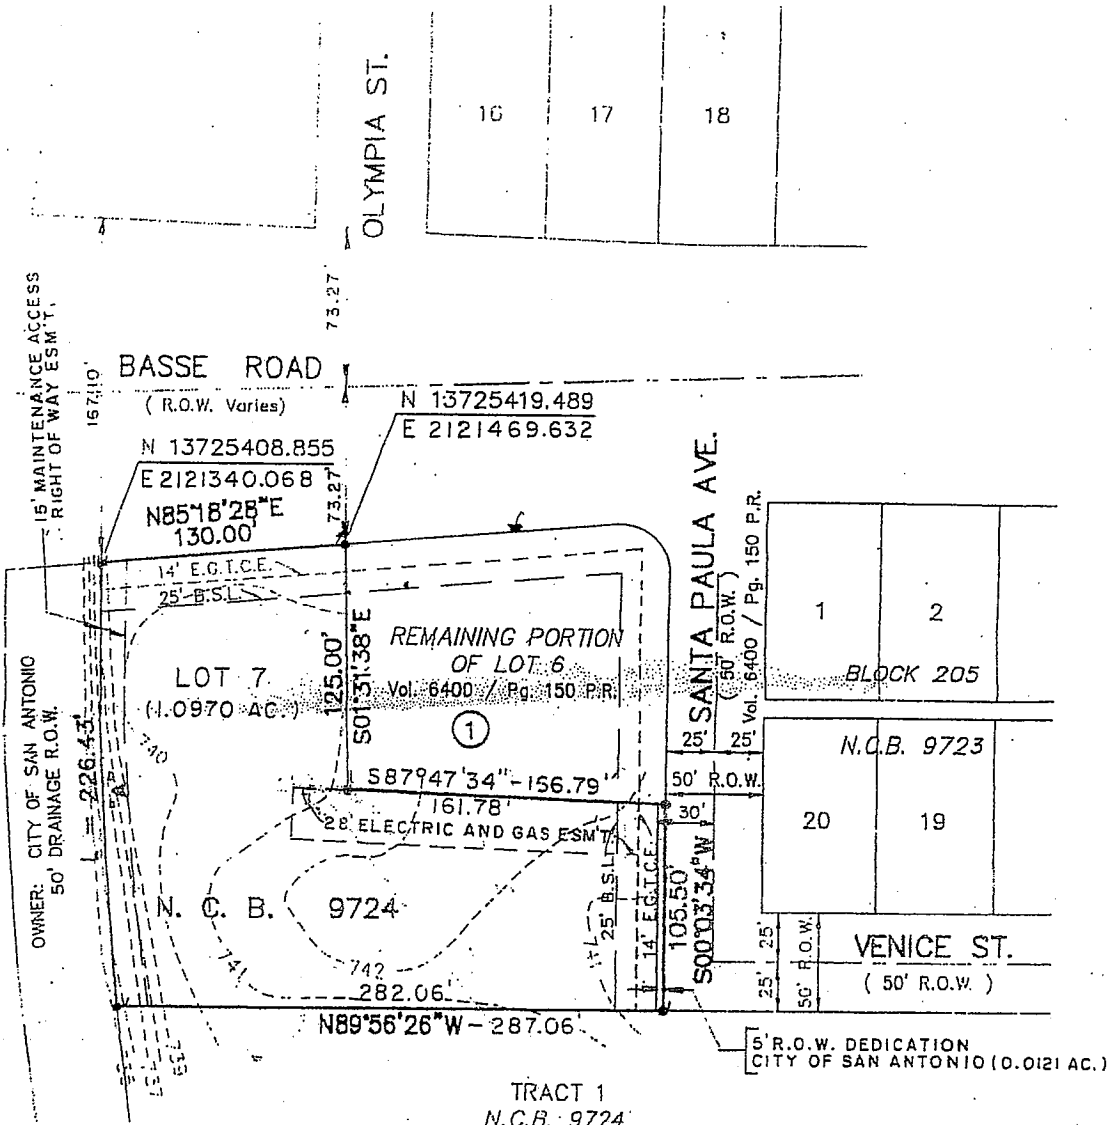 OLYMPIA ST.
16
17
18
15' MAINTENANCE ACCESS
RIGHT OF WAY ESM'T.
167.10'
73.27'
BASSE ROAD
( R.O.W. Varies)
N 13725419.489
E 2121469.632
N 13725408.855
E 2121340.068
73.27'
N85°18'28"E
130.00'
14' E.G.T.C.E.
25' B.S.L.
SANTA PAULA AVE.
( 50' R.O.W. )
Vol. 6400 / Pg. 150 P.R.
1
2
BLOCK 205
REMAINING PORTION
OF LOT 6
Vol. 6400 / Pg. 150 P.R.
1
LOT 7
(1.0970 AC.)
125.00'
S01°31'38"E
OWNER: CITY OF SAN ANTONIO
50' DRAINAGE R.O.W.
226.43'
740
25' 25'
50' R.O.W.
N.C.B. 9723
S87°47'34"-156.79'
161.78'
28' ELECTRIC AND GAS ESM'T
30'
20
19
N. C. B. 9724
25' B.S.L.
14' E.G.T.C.E.
105.50'
S00°03'34"W
741
742
741
25' 25'
50' R.O.W.
VENICE ST.
( 50' R.O.W. )
282.06'
N89°56'26"W-287.06'
5' R.O.W. DEDICATION
CITY OF SAN ANTONIO (0.0121 AC.)
737
738
TRACT 1
N.C.B. 9724